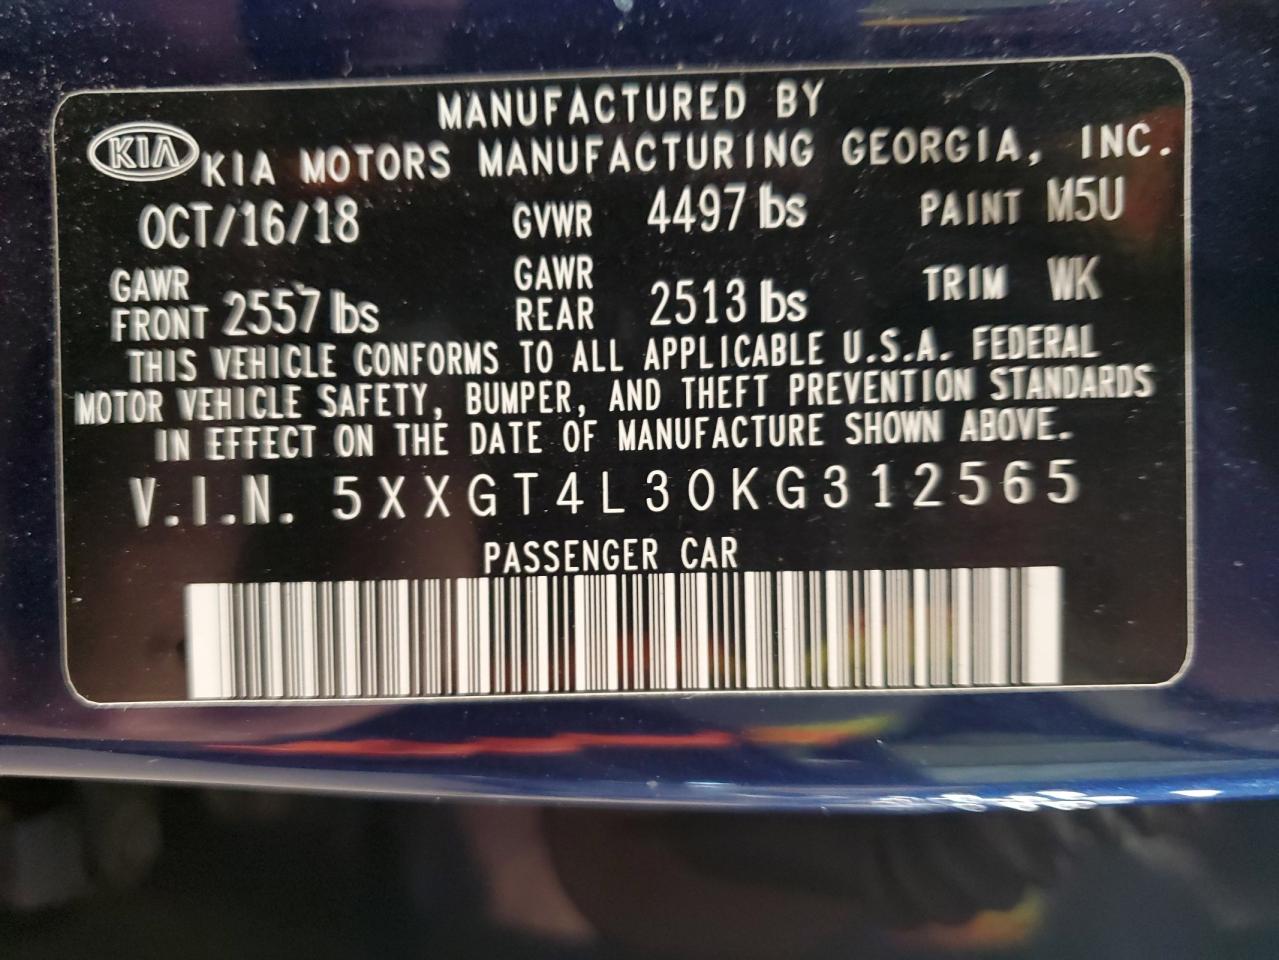 MANUFACTURED BY
KIA KIA MOTORS MANUFACTURING GEORGIA, INC.
OCT/16/18 GVWR 4497 lbs PAINT M5U
GAWR FRONT 2557 lbs GAWR REAR 2513 lbs TRIM WK
THIS VEHICLE CONFORMS TO ALL APPLICABLE U.S.A. FEDERAL
MOTOR VEHICLE SAFETY, BUMPER, AND THEFT PREVENTION STANDARDS
IN EFFECT ON THE DATE OF MANUFACTURE SHOWN ABOVE.
V.I.N. 5XXGT4L30KG312565
PASSENGER CAR